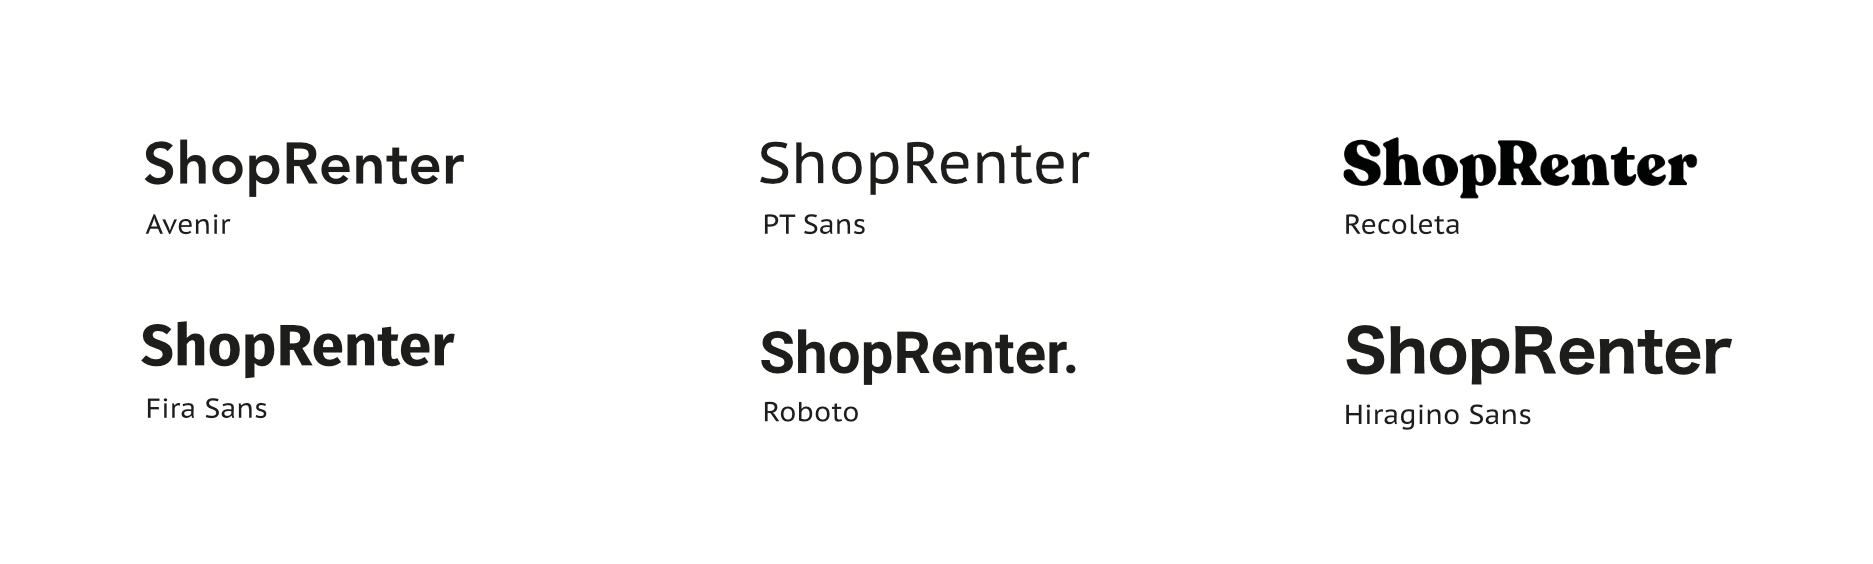 ShopRenter
Avenir
ShopRenter
PT Sans
ShopRenter
Recoleta
ShopRenter
Fira Sans
ShopRenter.
Roboto
ShopRenter
Hiragino Sans